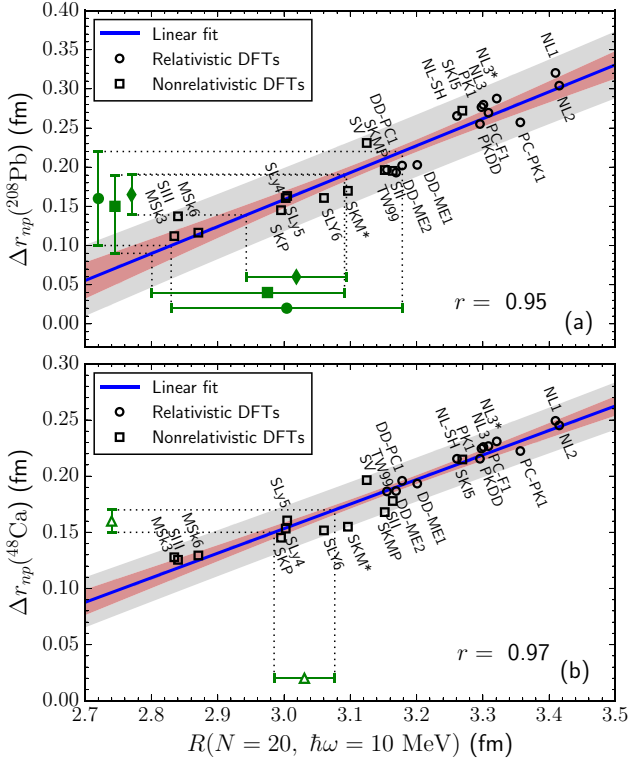 0.40
0.35
0.30
0.25
0.20
0.15
0.10
0.05
0.00
Δr_np(²⁰⁸Pb) (fm)
Linear fit
Relativistic DFTs
Nonrelativistic DFTs
MSk3
SIII
MSk6
SLy4
SKP
SLy5
SLY6
SV
SKMP
DD-PC1
SKM*
TW99
SII
DD-ME2
DD-ME1
NL-SH
SKI5
PK1
NL3
NL3*
PKDD
PC-F1
PC-PK1
NL1
NL2
r = 0.95
(a)
0.30
0.25
0.20
0.15
0.10
0.05
0.00
Δr_np(⁴⁸Ca) (fm)
Linear fit
Relativistic DFTs
Nonrelativistic DFTs
MSk3
SIII
MSk6
SLy5
SKP
SLy4
SLY6
SV
TW99
DD-PC1
SKM*
SKMP
SII
DD-ME2
DD-ME1
NL-SH
PK1
NL3
NL3*
SKI5
PKDD
PC-F1
PC-PK1
NL1
NL2
r = 0.97
(b)
2.7 2.8 2.9 3.0 3.1 3.2 3.3 3.4 3.5
R(N = 20, ħω = 10 MeV) (fm)